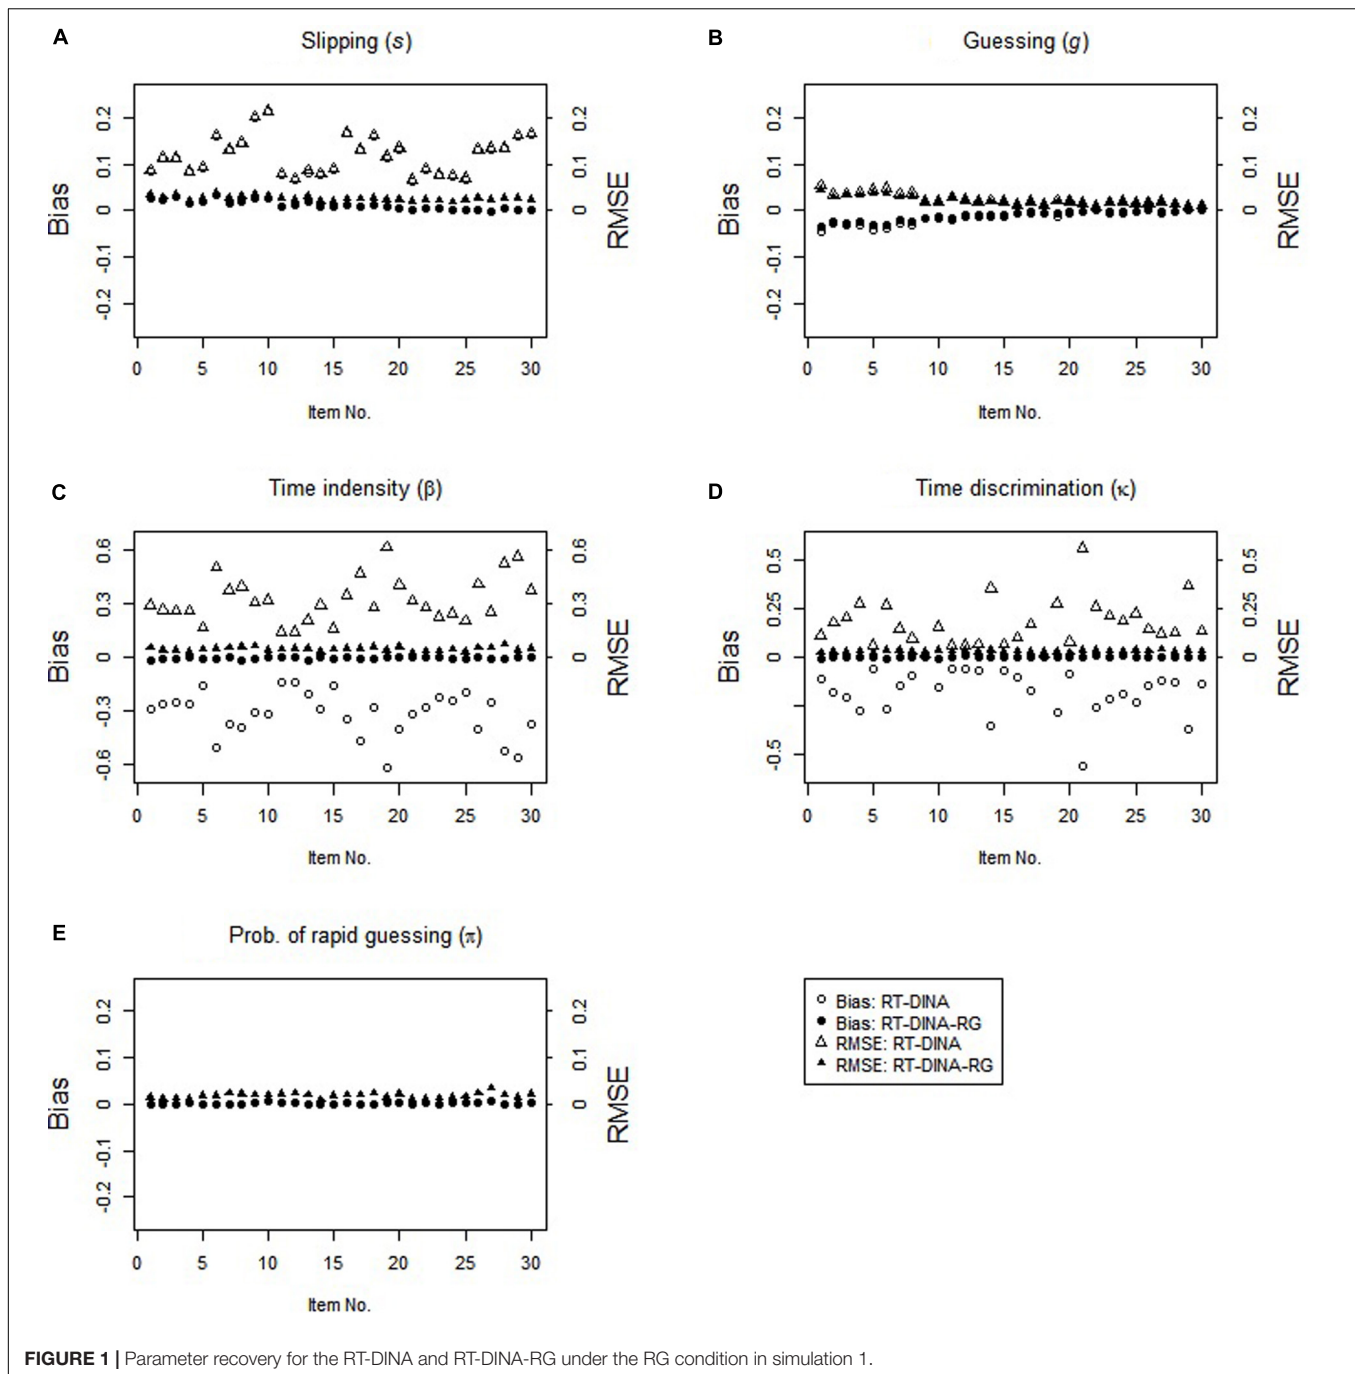 A
Slipping (s)
Bias
0.2
0.1
0
-0.1
-0.2
0.2
0.1
0
RMSE
0 5 10 15 20 25 30
Item No.
B
Guessing (g)
Bias
0.2
0.1
0
-0.1
-0.2
0.2
0.1
0
RMSE
0 5 10 15 20 25 30
Item No.
C
Time indensity (β)
Bias
0.6
0.3
0
-0.3
-0.6
0.6
0.3
0
RMSE
0 5 10 15 20 25 30
Item No.
D
Time discrimination (κ)
Bias
0.5
0.25
0
-0.5
0.5
0.25
0
RMSE
0 5 10 15 20 25 30
Item No.
E
Prob. of rapid guessing (π)
Bias
0.2
0.1
0
-0.1
-0.2
0.2
0.1
0
RMSE
0 5 10 15 20 25 30
Item No.
Bias: RT-DINA
Bias: RT-DINA-RG
RMSE: RT-DINA
RMSE: RT-DINA-RG
FIGURE 1 | Parameter recovery for the RT-DINA and RT-DINA-RG under the RG condition in simulation 1.